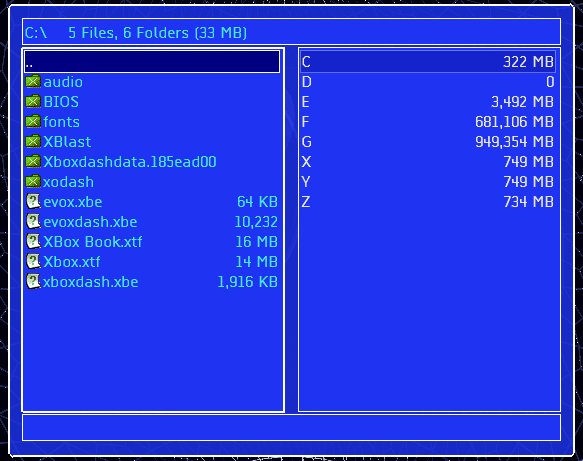 C:\ 5 Files, 6 Folders (33 MB)
..
audio
BIOS
fonts
XBlast
Xboxdashdata.185ead00
xodash
evox.xbe 64 KB
evoxdash.xbe 10,232
XBox Book.xtf 16 MB
Xbox.xtf 14 MB
xboxdash.xbe 1,916 KB
C 322 MB
D 0
E 3,492 MB
F 681,106 MB
G 949,354 MB
X 749 MB
Y 749 MB
Z 734 MB